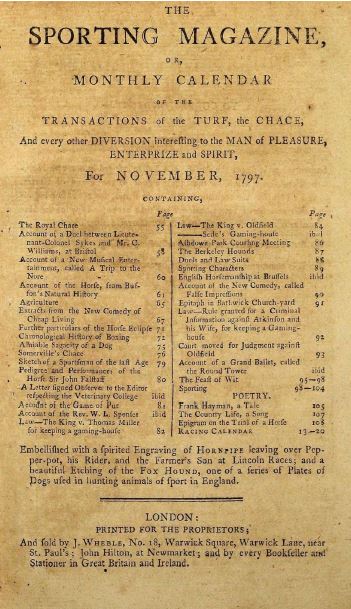 THE
SPORTING MAGAZINE,
OR,
MONTHLY CALENDAR
OF THE
TRANSACTIONS of the TURF, the CHACE,
And every other DIVERSION interesting to the MAN of PLEASURE,
ENTERPRIZE and SPIRIT,
For NOVEMBER, 1797.
CONTAINING,
Page
The Royal Chace 55
Account of a Duel between Lieute-
nant-Colonel Sykes and Mr. C.
Williams, at Bristol 58
Account of a New Musical Enter-
tainment, called A Trip to the
Nore 60
Account of the Horse, from Buf-
fon's Natural History 61
Agriculture 65
Extracts from the New Comedy of
Cheap Living 67
Further particulars of the Horse Eclipse 71
Chronological History of Boxing 72
Amiable Sagacity of a Dog 75
Somerville's Chace 76
Sketch of a Sportsman of the last Age 79
Pedigree and Performances of the
Horse Sir John Falstaff 80
A Letter signed Observer to the Editor
respecting the Veterinary College ibid
Account of the Game of Put 81
Account of the Rev. W. L. Spenser ibid
Law—The King v. Thomas Miller
for keeping a gaming-house 82
Page
Law—The King v. Oldfield 84
——Sede's Gaming-house ibid
Ashdown Park Coursing Meeting 86
The Berkeley Hounds 87
Duels and Law Suits 88
Sporting Characters 89
English Horsemanship at Brussels ibid
Account of the New Comedy, called
False Impressions 90
Epitaph in Batswick Church-yard 91
Law—Rule granted for a Criminal
Information against Atkinson and
his Wife, for keeping a Gaming-
house 92
Court moved for Judgment against
Oldfield 93
Account of a Grand Ballet, called
the Round Tower ibid
The Feast of Wit 95—98
Sporting 98—104
POETRY.
Frank Hayman, a Tale 105
The Country Life, a Song 107
Epigram on the Trial of a Horse 108
RACING CALENDAR 13—20
Embellished with a spirited Engraving of HORNPIPE leaving over Pep-
per-pot, his Rider, and the Farmer's Son at Lincoln Races; and a
beautiful Etching of the FOX HOUND, one of a series of Plates of
Dogs used in hunting animals of sport in England.
LONDON:
PRINTED FOR THE PROPRIETORS;
And sold by J. WHEBLE, No. 18, Warwick Square, Warwick Lane, near
St. Paul's; John Hilton, at Newmarket; and by every Bookseller and
Stationer in Great Britain and Ireland.